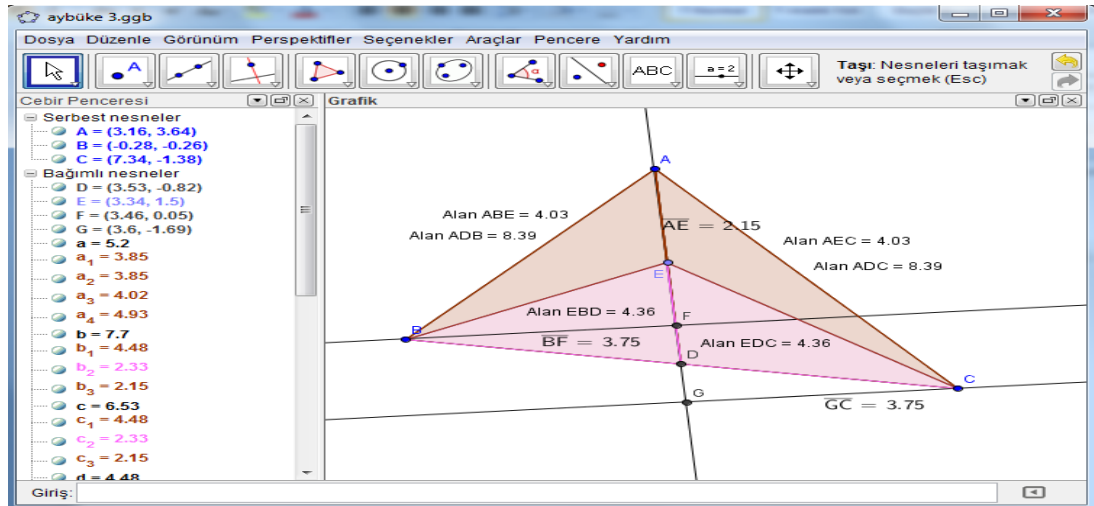 aybüke 3.ggb
Dosya Düzenle Görünüm Perspektifler Seçenekler Araçlar Pencere Yardım
A
α
ABC
a = 2
Taşı: Nesneleri taşımak
veya seçmek (Esc)
Cebir Penceresi
Grafik
Serbest nesneler
A = (3.16, 3.64)
B = (-0.28, -0.26)
C = (7.34, -1.38)
Bağımlı nesneler
D = (3.53, -0.82)
E = (3.34, 1.5)
F = (3.46, 0.05)
G = (3.6, -1.69)
a = 5.2
a₁ = 3.85
a₂ = 3.85
a₃ = 4.02
a₄ = 4.93
b = 7.7
b₁ = 4.48
b₂ = 2.33
b₃ = 2.15
c = 6.53
c₁ = 4.48
c₂ = 2.33
c₃ = 2.15
d = 4.48
A
Alan ABE = 4.03
AE = 2.15
Alan ADB = 8.39
Alan AEC = 4.03
Alan ADC = 8.39
E
Alan EBD = 4.36
F
B
BF = 3.75
Alan EDC = 4.36
D
C
G
GC = 3.75
Giriş: